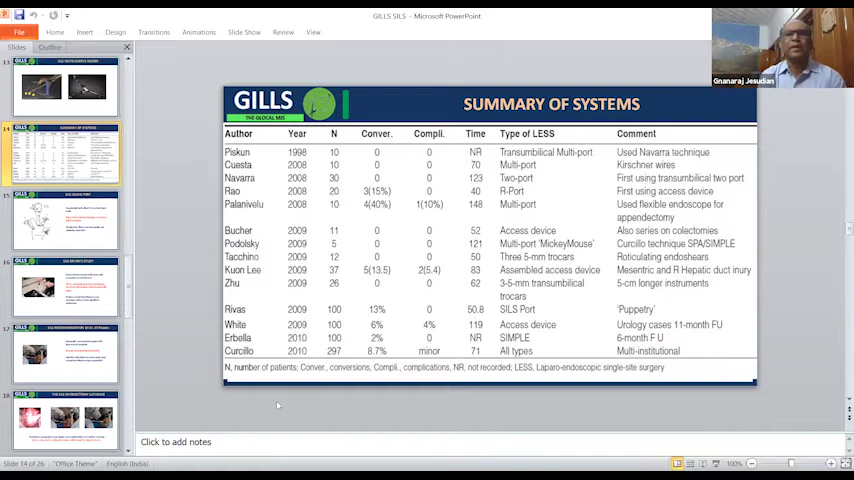 GILLS SILS - Microsoft PowerPoint
File Home Insert Design Transitions Animations Slide Show Review View
Slides Outline
Gnanaraj Jesudian
13
14
15
16
17
18
GILLS
THE GLOCAL MIS
SUMMARY OF SYSTEMS
Author Year N Conver. Compli. Time Type of LESS Comment
Piskun 1998 10 0 0 NR Transumbilical Multi-port Used Navarra technique
Cuesta 2008 10 0 0 70 Multi-port Kirschner wires
Navarra 2008 30 0 0 123 Two-port First using transumbilical two port
Rao 2008 20 3(15%) 0 40 R-Port First using access device
Palanivelu 2008 10 4(40%) 1(10%) 148 Multi-port Used flexible endoscope for
appendectomy
Bucher 2009 11 0 0 52 Access device Also series on colectomies
Podolsky 2009 5 0 0 121 Multi-port 'MickeyMouse' Curcillo technique SPA/SIMPLE
Tacchino 2009 12 0 0 50 Three 5-mm trocars Roticulating endoshears
Kuon Lee 2009 37 5(13.5) 2(5.4) 83 Assembled access device Mesentric and R Hepatic duct inury
Zhu 2009 26 0 0 62 3-5-mm transumbilical 5-cm longer instruments
trocars
Rivas 2009 100 13% 0 50.8 SILS Port 'Puppetry'
White 2009 100 6% 4% 119 Access device Urology cases 11-month FU
Erbella 2010 100 2% 0 NR SIMPLE 6-month F U
Curcillo 2010 297 8.7% minor 71 All types Multi-institutional
N, number of patients; Conver., conversions, Compli., complications, NR, not recorded; LESS, Laparo-endoscopic single-site surgery
Click to add notes
Slide 14 of 26 "Office Theme" English (India) 100%